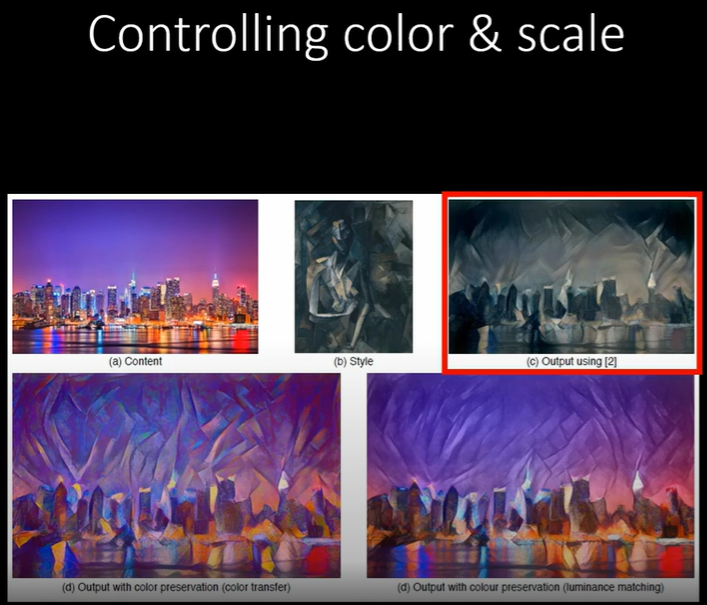 Controlling color & scale
(a) Content
(b) Style
(c) Output using [2]
(d) Output with color preservation (color transfer)
(d) Output with colour preservation (luminance matching)